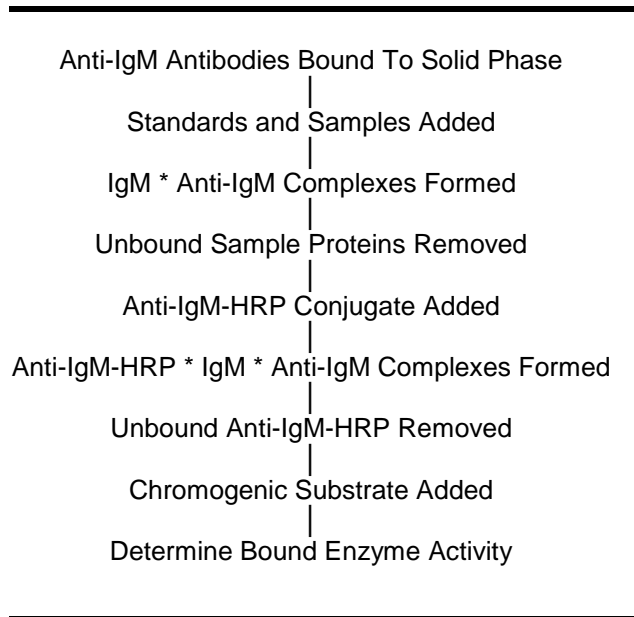 Anti-IgM Antibodies Bound To Solid Phase
Standards and Samples Added
IgM * Anti-IgM Complexes Formed
Unbound Sample Proteins Removed
Anti-IgM-HRP Conjugate Added
Anti-IgM-HRP * IgM * Anti-IgM Complexes Formed
Unbound Anti-IgM-HRP Removed
Chromogenic Substrate Added
Determine Bound Enzyme Activity